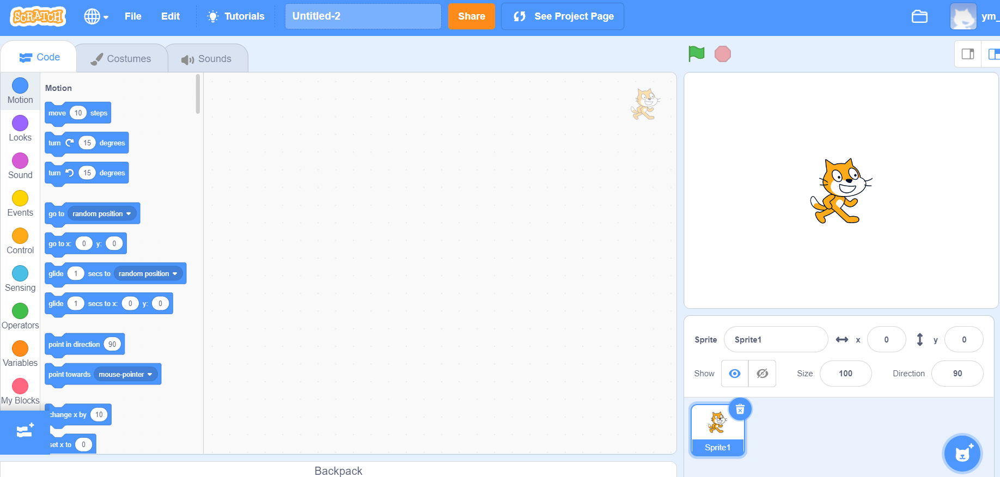 SCRATCH File Edit Tutorials Untitled-2 Share See Project Page ym_
Code Costumes Sounds
Motion
Looks
Sound
Events
Control
Sensing
Operators
Variables
My Blocks
Motion
move 10 steps
turn 15 degrees
turn 15 degrees
go to random position
go to x: 0 y: 0
glide 1 secs to random position
glide 1 secs to x: 0 y: 0
point in direction 90
point towards mouse-pointer
change x by 10
set x to 0
Backpack
Sprite Sprite1 x 0 y 0
Show Size 100 Direction 90
Sprite1